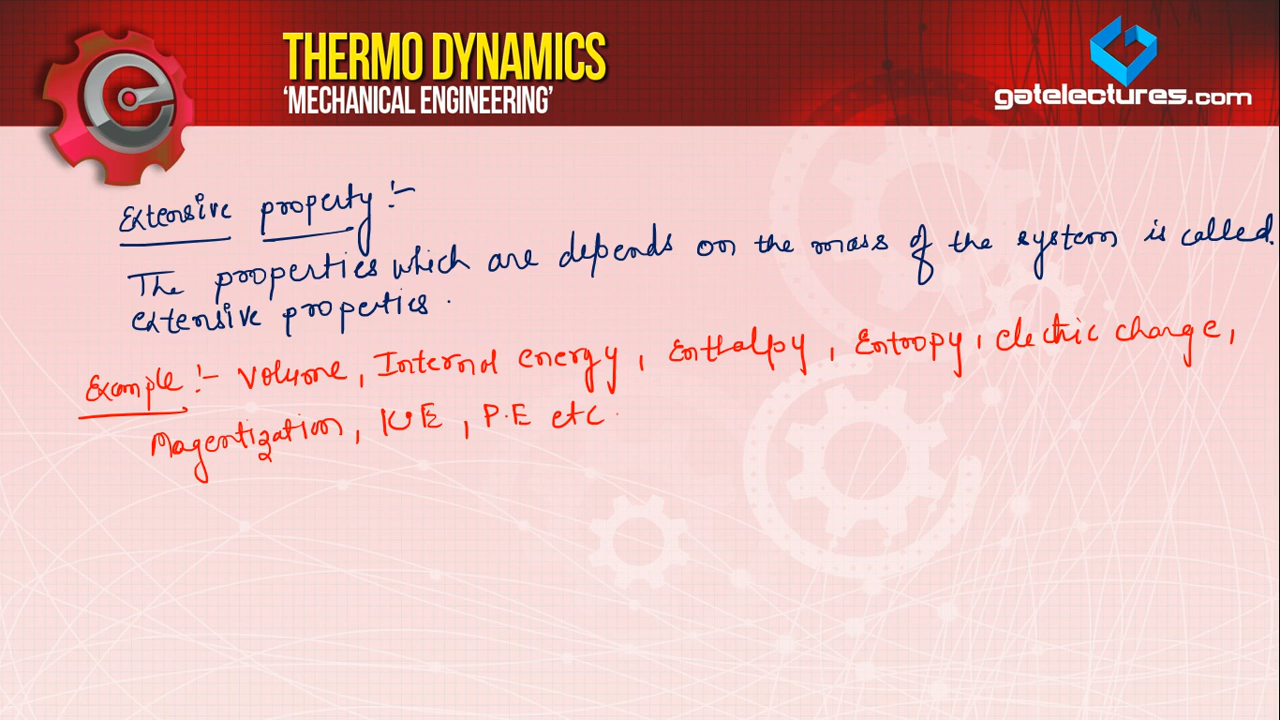 THERMO DYNAMICS
'MECHANICAL ENGINEERING'
gatelectures.com
Extensive property :-
The properties which are depends on the mass of the system is called.
extensive properties.
Example :- Volume, Internal energy, Enthalpy, Entropy, electric charge,
Magentization, K.E, P.E etc.